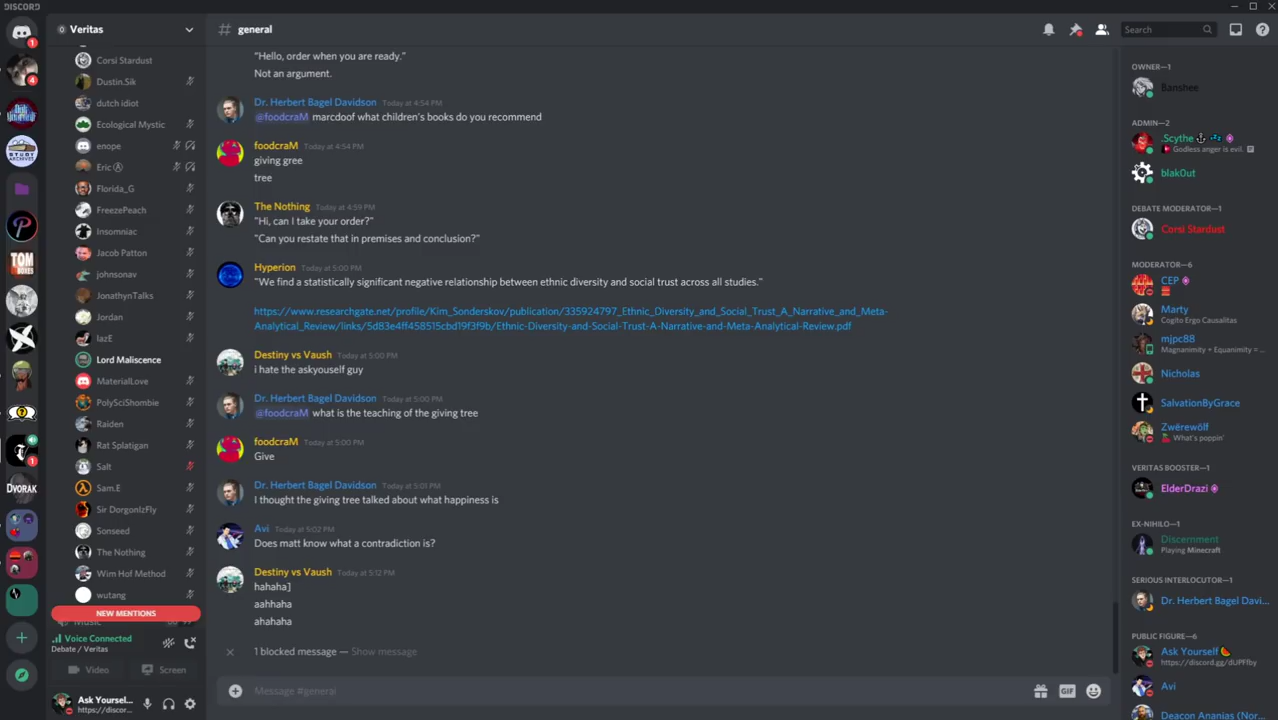 DISCORD
Veritas
general
Search
Corsi Stardust
Dustin.Sik
dutch idiot
Ecological Mystic
enope
Eric Ⓐ
Florida_G
FreezePeach
Insomniac
Jacob Patton
johnsonav
JonathynTalks
Jordan
lazE
Lord Maliscence
MaterialLove
PolySciShombie
Raiden
Rat Splatigan
Salt
Sam.E
Sir DorgonIzFly
Sonseed
The Nothing
Wim Hof Method
wutang
NEW MENTIONS
Music
Voice Connected
Debate / Veritas
Video
Screen
Ask Yoursel...
https://discor...
1
4
TOM
BOXES
STUDY
ARCHIVES
1
DVORAK
"Hello, order when you are ready."
Not an argument.
Dr. Herbert Bagel Davidson Today at 4:54 PM
@foodcraM marcdoof what children's books do you recommend
foodcraM Today at 4:54 PM
giving gree
tree
The Nothing Today at 4:59 PM
"Hi, can I take your order?"
"Can you restate that in premises and conclusion?"
Hyperion Today at 5:00 PM
"We find a statistically significant negative relationship between ethnic diversity and social trust across all studies."
https://www.researchgate.net/profile/Kim_Sonderskov/publication/335924797_Ethnic_Diversity_and_Social_Trust_A_Narrative_and_Meta-
Analytical_Review/links/5d83e4ff458515cbd19f3f9b/Ethnic-Diversity-and-Social-Trust-A-Narrative-and-Meta-Analytical-Review.pdf
Destiny vs Vaush Today at 5:00 PM
i hate the askyouself guy
Dr. Herbert Bagel Davidson Today at 5:00 PM
@foodcraM what is the teaching of the giving tree
foodcraM Today at 5:00 PM
Give
Dr. Herbert Bagel Davidson Today at 5:01 PM
I thought the giving tree talked about what happiness is
Avi Today at 5:02 PM
Does matt know what a contradiction is?
Destiny vs Vaush Today at 5:12 PM
hahaha]
aahhaha
ahahaha
1 blocked message — Show message
Message #general
GIF
OWNER—1
Banshee
ADMIN—2
.Scythe
Godless anger is evil.
blak0ut
DEBATE MODERATOR—1
Corsi Stardust
MODERATOR—6
CEP
Marty
Cogito Ergo Causalitas
mjpc88
Magnanimity + Equanimity = ...
Nicholas
SalvationByGrace
Zwërewölf
What's poppin'
VERITAS BOOSTER—1
ElderDrazi
EX-NIHILO—1
Discernment
Playing Minecraft
SERIOUS INTERLOCUTOR—1
Dr. Herbert Bagel Davi...
PUBLIC FIGURE—6
Ask Yourself
https://discord.gg/dUPFfby
Avi
Deacon Ananias (Nor...